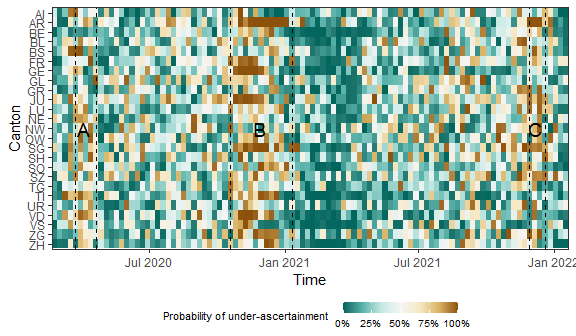 AI
AR
BE
BL
BS
FR
GE
GL
GR
JU
LU
NE
NW
OW
SG
SH
SO
SZ
TG
TI
UR
VD
VS
ZG
ZH
Canton
A
B
C
Jul 2020
Jan 2021
Jul 2021
Jan 2022
Time
Probability of under-ascertainment
0%
25%
50%
75%
100%